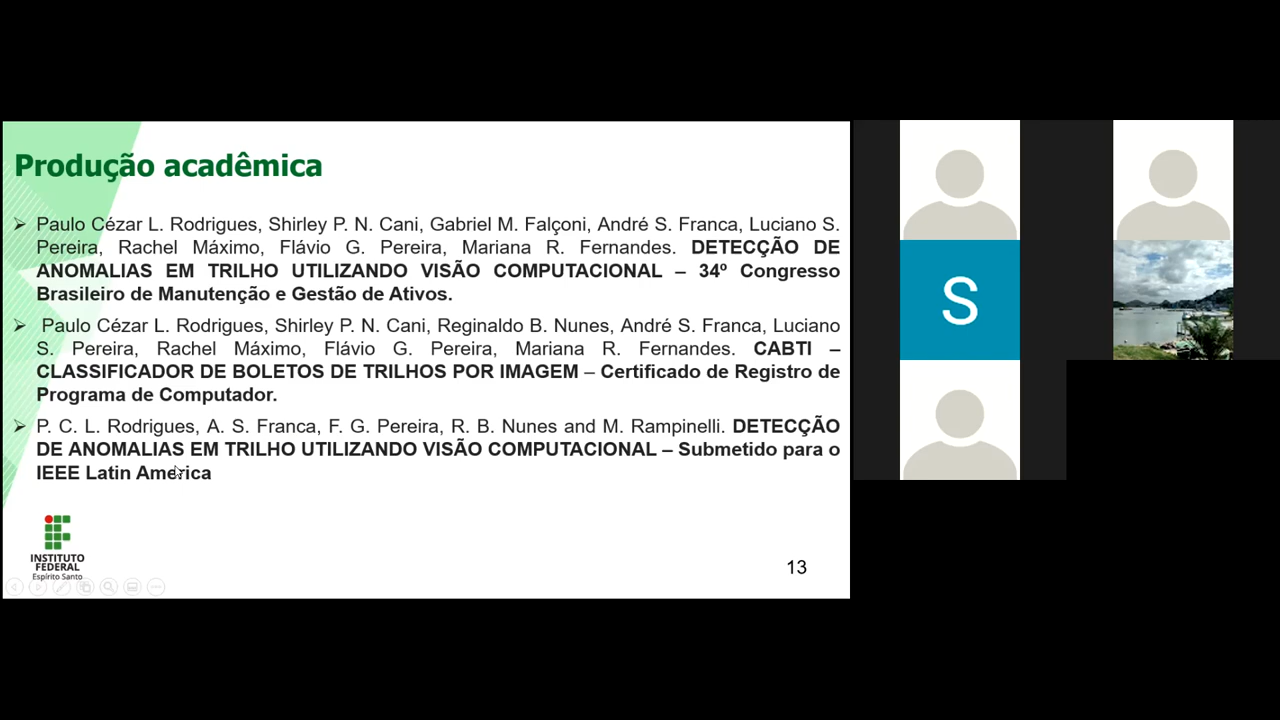 Produção acadêmica
➢ Paulo Cézar L. Rodrigues, Shirley P. N. Cani, Gabriel M. Falçoni, André S. Franca, Luciano S.
Pereira, Rachel Máximo, Flávio G. Pereira, Mariana R. Fernandes. DETECÇÃO DE
ANOMALIAS EM TRILHO UTILIZANDO VISÃO COMPUTACIONAL – 34º Congresso
Brasileiro de Manutenção e Gestão de Ativos.
➢ Paulo Cézar L. Rodrigues, Shirley P. N. Cani, Reginaldo B. Nunes, André S. Franca, Luciano
S. Pereira, Rachel Máximo, Flávio G. Pereira, Mariana R. Fernandes. CABTI –
CLASSIFICADOR DE BOLETOS DE TRILHOS POR IMAGEM – Certificado de Registro de
Programa de Computador.
➢ P. C. L. Rodrigues, A. S. Franca, F. G. Pereira, R. B. Nunes and M. Rampinelli. DETECÇÃO
DE ANOMALIAS EM TRILHO UTILIZANDO VISÃO COMPUTACIONAL – Submetido para o
IEEE Latin America
INSTITUTO
FEDERAL
Espírito Santo
13
S